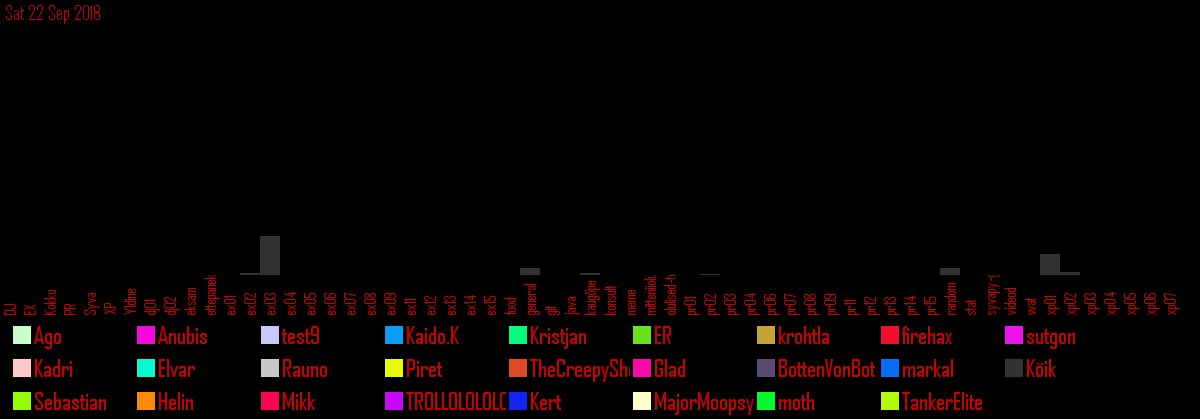 Sat 22 Sep 2018
DJ EX Kokku PR Syva XP Yldine dj01 dj02 eksam ettepanek ex01 ex02 ex03 ex04 ex05 ex06 ex07 ex08 ex09 ex11 ex12 ex13 ex14 ex15 food general git java kaugõpe konsult meme olulised-h pr01 pr02 pr03 pr04 pr06 pr07 pr08 pr09 pr11 pr12 pr13 pr14 pr15 random stat videod wat xp01 xp02 xp03 xp04 xp05 xp06 xp07
Ago Anubis test9 Kaido.K Kristjan ER krohtla firehax sutgon
Kadri Elvar Rauno Piret TheCreepySh Glad BottenVonBot markal Kõik
Sebastian Helin Mikk TROLLOLOLOLO Kert MajorMoopsy moth TankerElite